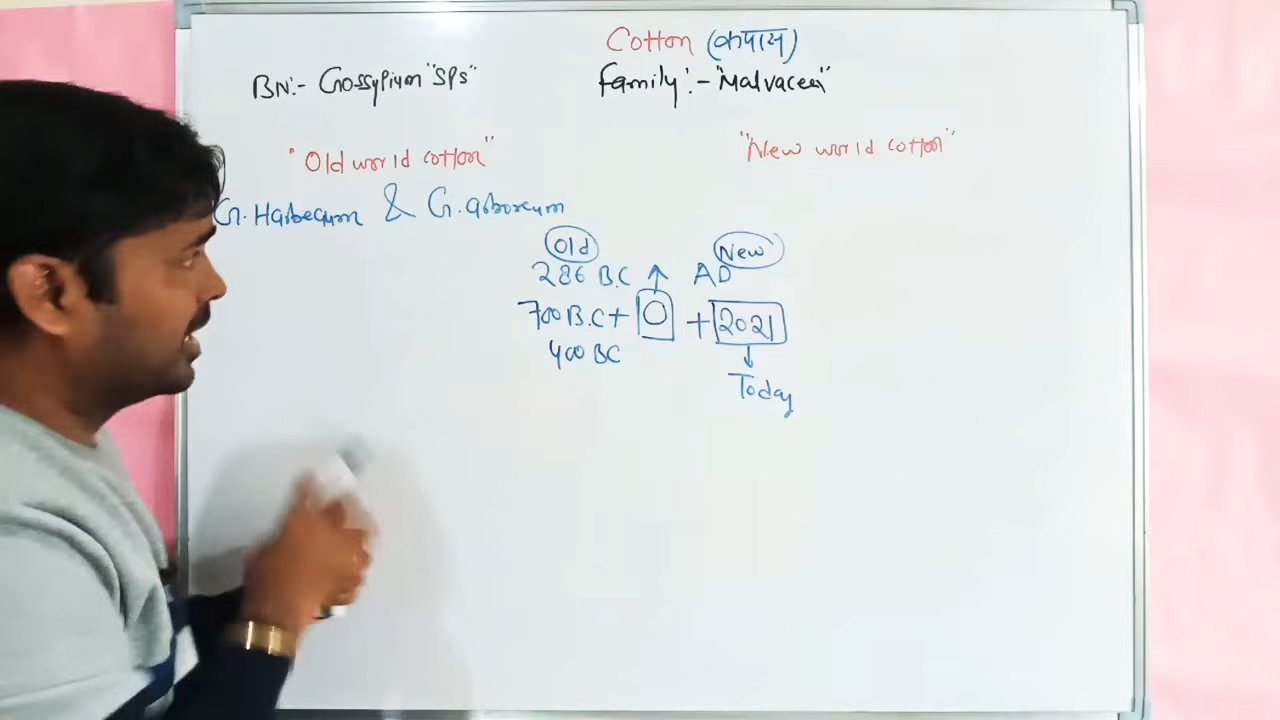 Cotton (कपास)
BN:- Gossypium "SPs"
Family:- "Malvaceea"
"Old world cotton"
"New world cotton"
G. Harbecum & G. arboreum
Old
New
286 B.C ↑ AD
700 B.C + 0 + 2021
400 BC
↓
Today